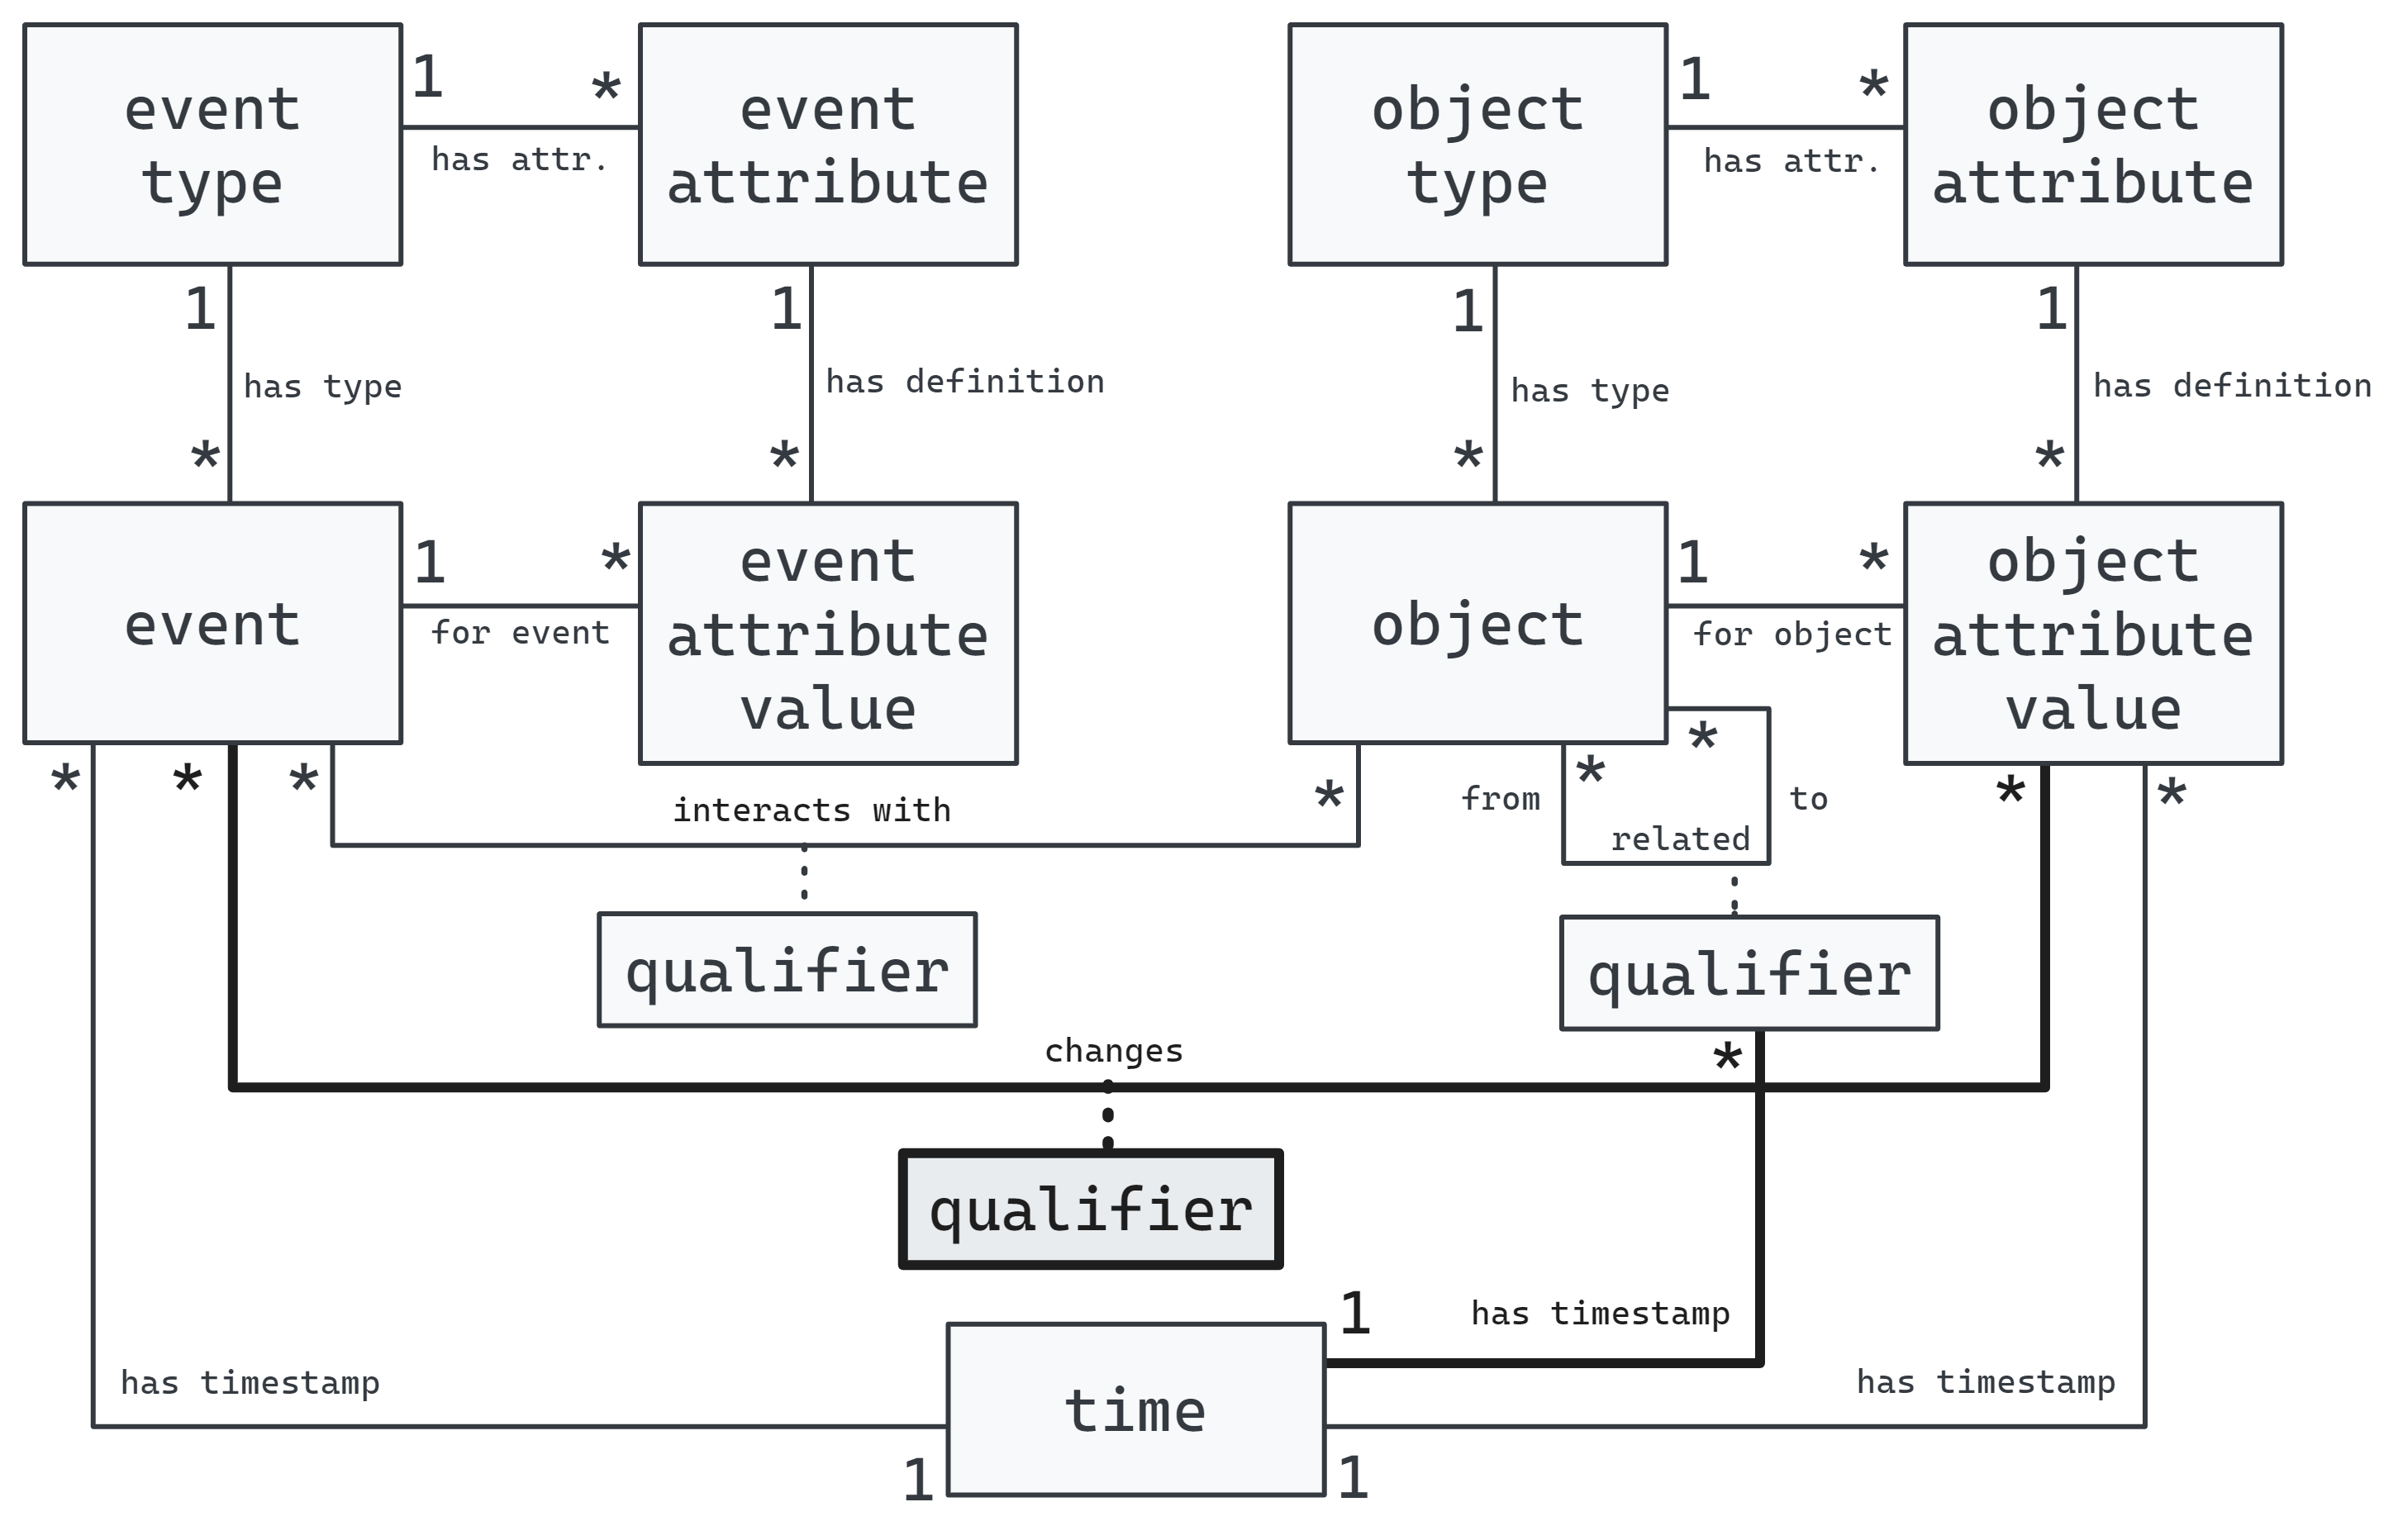 event
type
1
*
has attr.
event
attribute
object
type
1
*
has attr.
object
attribute
1
has type
*
1
has definition
*
1
has type
*
1
has definition
*
event
1
*
for event
event
attribute
value
object
1
*
for object
object
attribute
value
*
*
*
interacts with
*
from
*
*
related
to
*
*
qualifier
qualifier
changes
*
qualifier
has timestamp
1
has timestamp
time
has timestamp
1
1